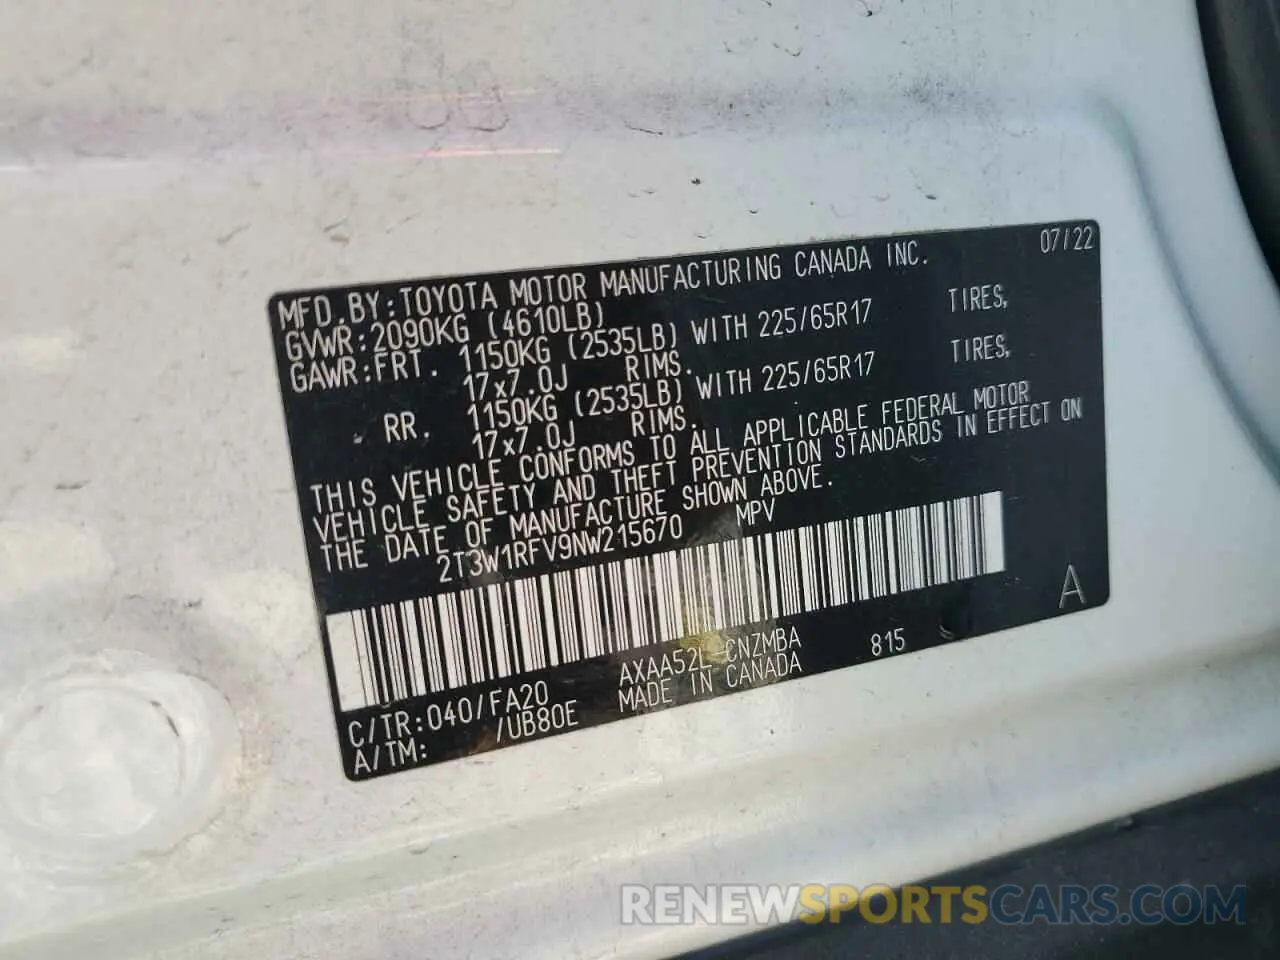 MFD.BY:TOYOTA MOTOR MANUFACTURING CANADA INC. 07/22
GVWR:2090KG (4610LB)
GAWR:FRT. 1150KG (2535LB) WITH 225/65R17 TIRES,
17x7.0J RIMS.
RR. 1150KG (2535LB) WITH 225/65R17 TIRES,
17x7.0J RIMS.
THIS VEHICLE CONFORMS TO ALL APPLICABLE FEDERAL MOTOR
VEHICLE SAFETY AND THEFT PREVENTION STANDARDS IN EFFECT ON
THE DATE OF MANUFACTURE SHOWN ABOVE.
2T3W1RFV9NW215670 MPV
A
C/TR:040/FA20 AXAA52L-CNZMBA 815
A/TM: /UB80E MADE IN CANADA
RENEWSPORTSCARS.COM